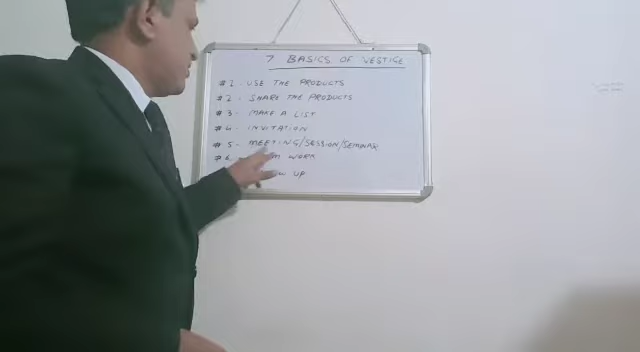 7 BASICS OF VESTIGE
#1. USE THE PRODUCTS
#2. SHARE THE PRODUCTS
#3. MAKE A LIST
#4. INVITATION
#5. MEETING/SESSION/SEMINAR
#6. WORK
UP